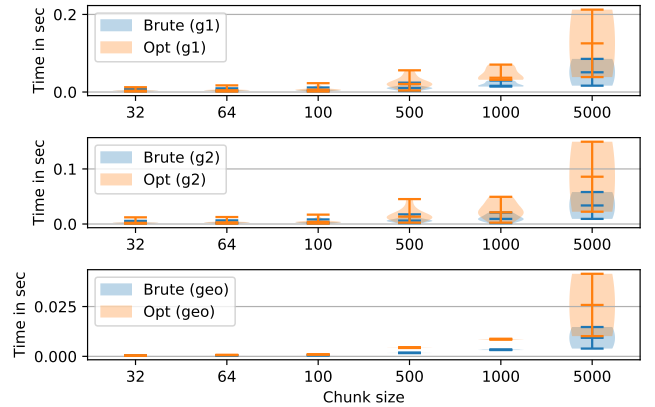 0.2
Time in sec
Brute (g1)
Opt (g1)
0.0
32 64 100 500 1000 5000
Time in sec
Brute (g2)
Opt (g2)
0.1
0.0
32 64 100 500 1000 5000
Time in sec
Brute (geo)
Opt (geo)
0.025
0.000
32 64 100 500 1000 5000
Chunk size